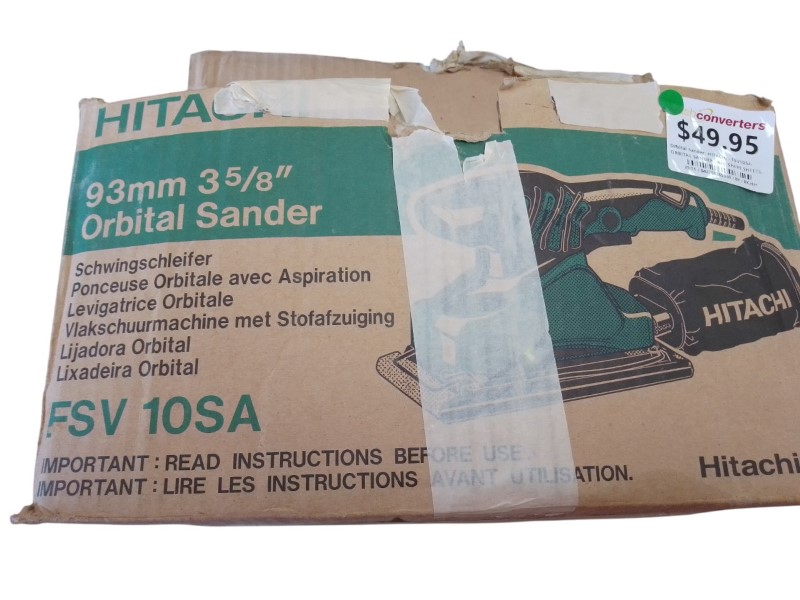 HITACHI
93mm 3 5/8"
Orbital Sander
Schwingschleifer
Ponceuse Orbitale avec Aspiration
Levigatrice Orbitale
Vlakschuurmachine met Stofafzuiging
Lijadora Orbital
Lixadeira Orbital
FSV 10SA
IMPORTANT : READ INSTRUCTIONS BEFORE USE.
IMPORTANT : LIRE LES INSTRUCTIONS AVANT UTILISATION.
converters
$49.95
HITACHI
Hitachi